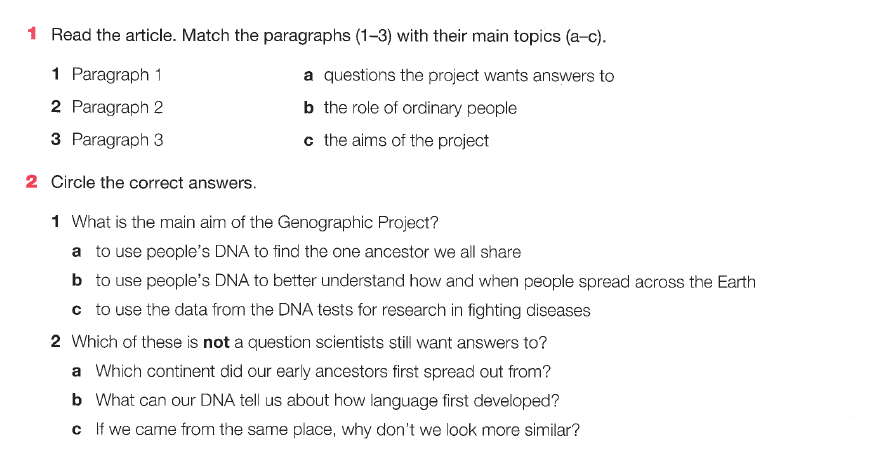 1 Read the article. Match the paragraphs (1–3) with their main topics (a–c).
1 Paragraph 1 a questions the project wants answers to
2 Paragraph 2 b the role of ordinary people
3 Paragraph 3 c the aims of the project
2 Circle the correct answers.
1 What is the main aim of the Genographic Project?
a to use people's DNA to find the one ancestor we all share
b to use people's DNA to better understand how and when people spread across the Earth
c to use the data from the DNA tests for research in fighting diseases
2 Which of these is not a question scientists still want answers to?
a Which continent did our early ancestors first spread out from?
b What can our DNA tell us about how language first developed?
c If we came from the same place, why don't we look more similar?